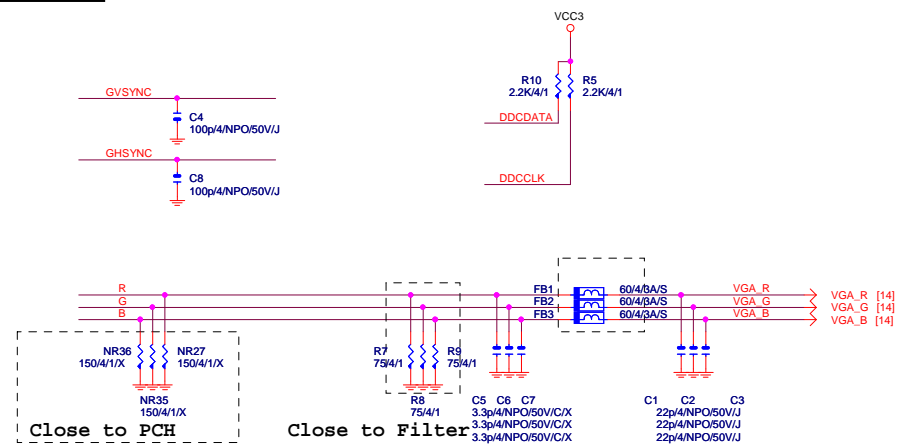 VCC3
R10
2.2K/4/1
R5
2.2K/4/1
GVSYNC
C4
100p/4/NPO/50V/J
DDCDATA
GHSYNC
C8
100p/4/NPO/50V/J
DDCCLK
R
G
B
FB1
FB2
FB3
60/4/3A/S
60/4/3A/S
60/4/3A/S
VGA_R
VGA_G
VGA_B
VGA_R [14]
VGA_G [14]
VGA_B [14]
NR36
150/4/1/X
NR27
150/4/1/X
NR35
150/4/1/X
R7
75/4/1
R9
75/4/1
R8
75/4/1
C5 C6 C7
3.3p/4/NPO/50V/C/X
3.3p/4/NPO/50V/C/X
3.3p/4/NPO/50V/C/X
C1 C2 C3
22p/4/NPO/50V/J
22p/4/NPO/50V/J
22p/4/NPO/50V/J
Close to PCH
Close to Filter